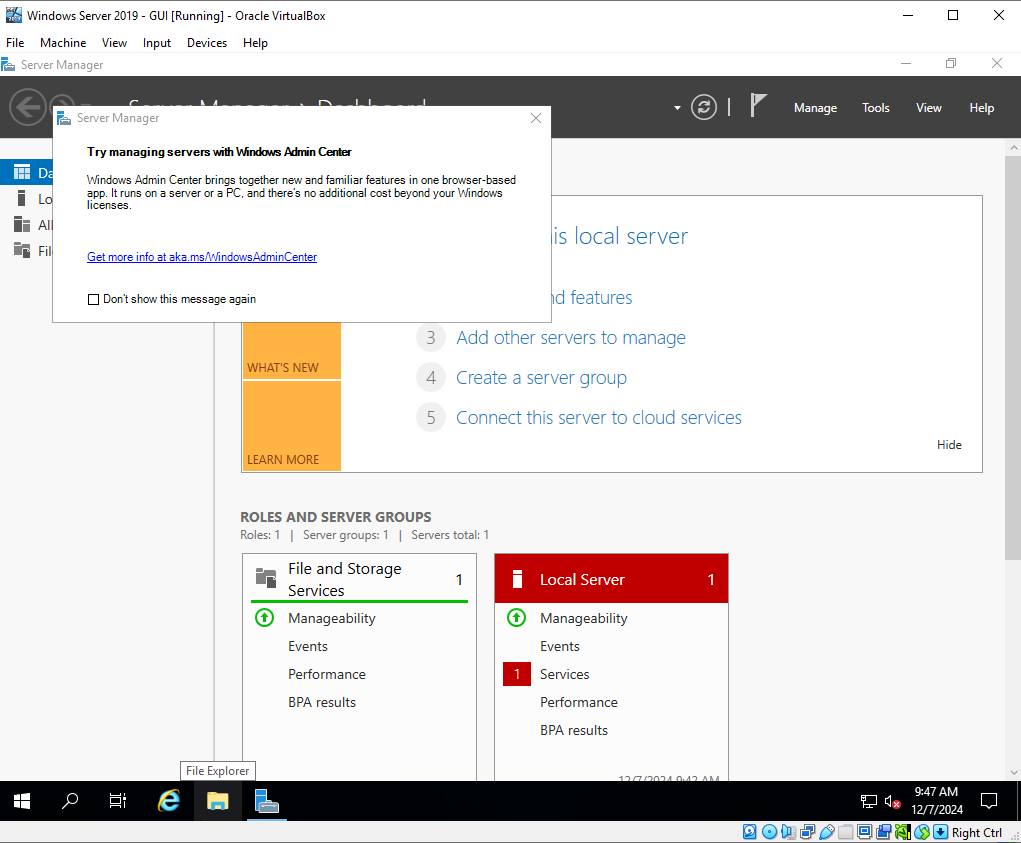 Windows Server 2019 - GUI [Running] - Oracle VirtualBox
File Machine View Input Devices Help
Server Manager
Manage Tools View Help
Server Manager
Try managing servers with Windows Admin Center
Windows Admin Center brings together new and familiar features in one browser-based
app. It runs on a server or a PC, and there's no additional cost beyond your Windows
licenses.
Get more info at aka.ms/WindowsAdminCenter
Don't show this message again
Da
Lo
All
File
is local server
nd features
3 Add other servers to manage
4 Create a server group
5 Connect this server to cloud services
WHAT'S NEW
LEARN MORE
Hide
ROLES AND SERVER GROUPS
Roles: 1 | Server groups: 1 | Servers total: 1
File and Storage
Services
1
Manageability
Events
Performance
BPA results
Local Server 1
Manageability
Events
1 Services
Performance
BPA results
12/7/2024 9:42 AM
File Explorer
9:47 AM
12/7/2024
Right Ctrl